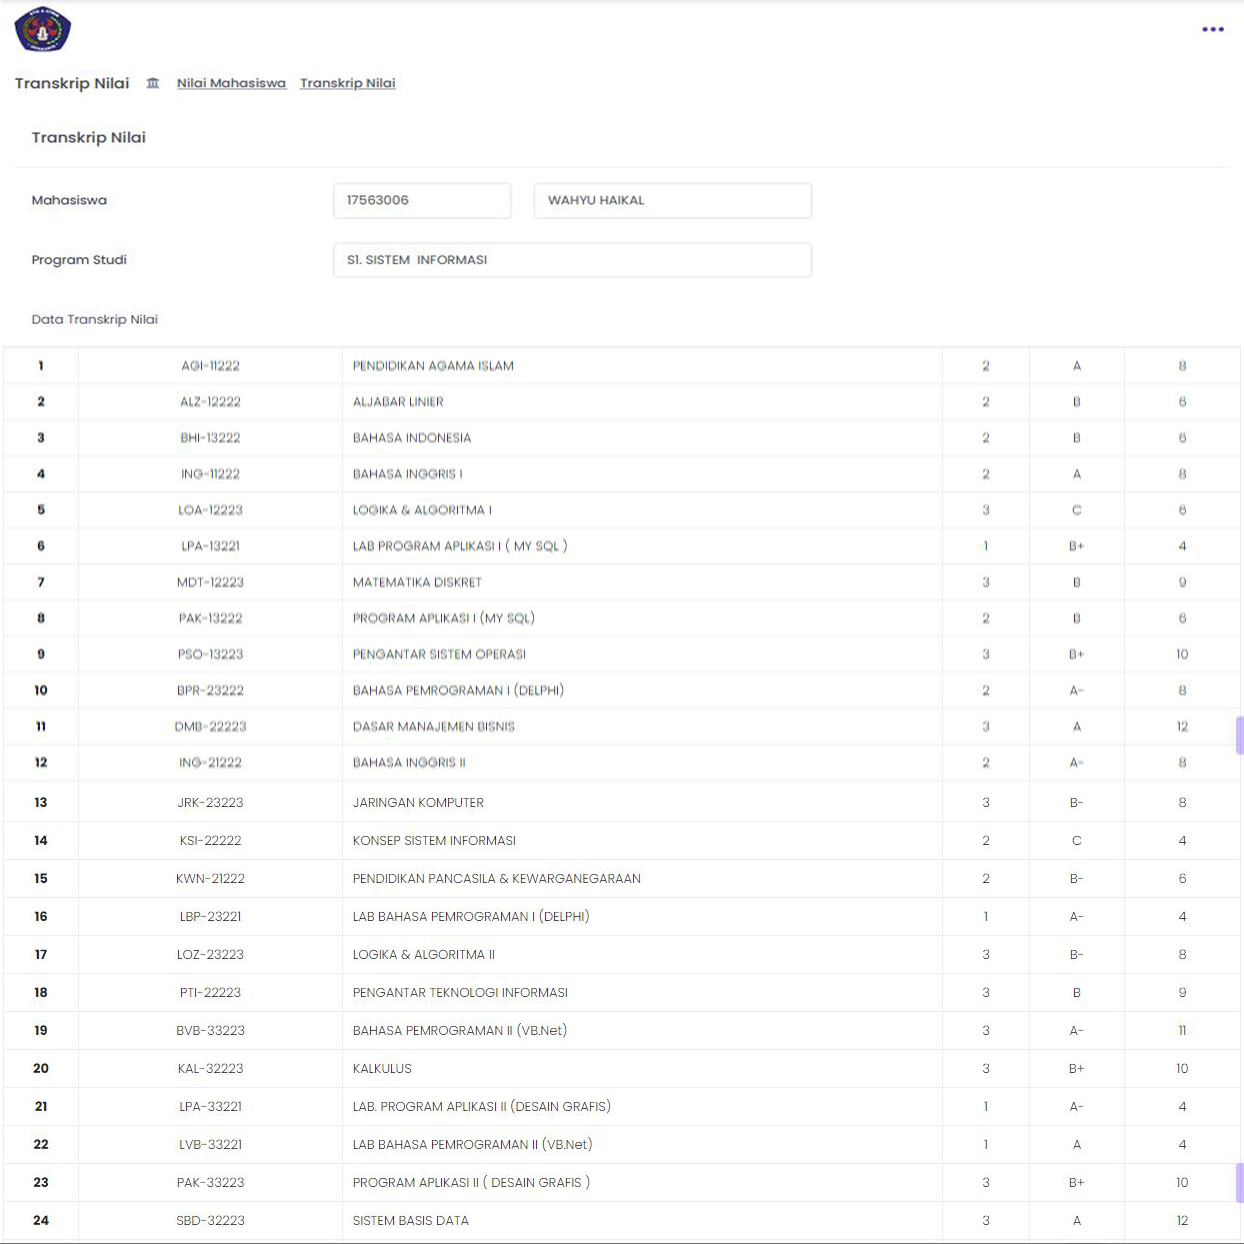 Transkrip Nilai Nilai Mahasiswa Transkrip Nilai
Transkrip Nilai
Mahasiswa 17563006 WAHYU HAIKAL
Program Studi S1. SISTEM INFORMASI
Data Transkrip Nilai
1 AGI-11222 PENDIDIKAN AGAMA ISLAM 2 A 8
2 ALZ-12222 ALJABAR LINIER 2 B 6
3 BHI-13222 BAHASA INDONESIA 2 B 6
4 ING-11222 BAHASA INGGRIS I 2 A 8
5 LOA-12223 LOGIKA & ALGORITMA I 3 C 6
6 LPA-13221 LAB PROGRAM APLIKASI I ( MY SQL ) 1 B+ 4
7 MDT-12223 MATEMATIKA DISKRET 3 B 9
8 PAK-13222 PROGRAM APLIKASI I (MY SQL) 2 B 6
9 PSO-13223 PENGANTAR SISTEM OPERASI 3 B+ 10
10 BPR-23222 BAHASA PEMROGRAMAN I (DELPHI) 2 A- 8
11 DMB-22223 DASAR MANAJEMEN BISNIS 3 A 12
12 ING-21222 BAHASA INGGRIS II 2 A- 8
13 JRK-23223 JARINGAN KOMPUTER 3 B- 8
14 KSI-22222 KONSEP SISTEM INFORMASI 2 C 4
15 KWN-21222 PENDIDIKAN PANCASILA & KEWARGANEGARAAN 2 B- 6
16 LBP-23221 LAB BAHASA PEMROGRAMAN I (DELPHI) 1 A- 4
17 LOZ-23223 LOGIKA & ALGORITMA II 3 B- 8
18 PTI-22223 PENGANTAR TEKNOLOGI INFORMASI 3 B 9
19 BVB-33223 BAHASA PEMROGRAMAN II (VB.Net) 3 A- 11
20 KAL-32223 KALKULUS 3 B+ 10
21 LPA-33221 LAB. PROGRAM APLIKASI II (DESAIN GRAFIS) 1 A- 4
22 LVB-33221 LAB BAHASA PEMROGRAMAN II (VB.Net) 1 A 4
23 PAK-33223 PROGRAM APLIKASI II ( DESAIN GRAFIS ) 3 B+ 10
24 SBD-32223 SISTEM BASIS DATA 3 A 12